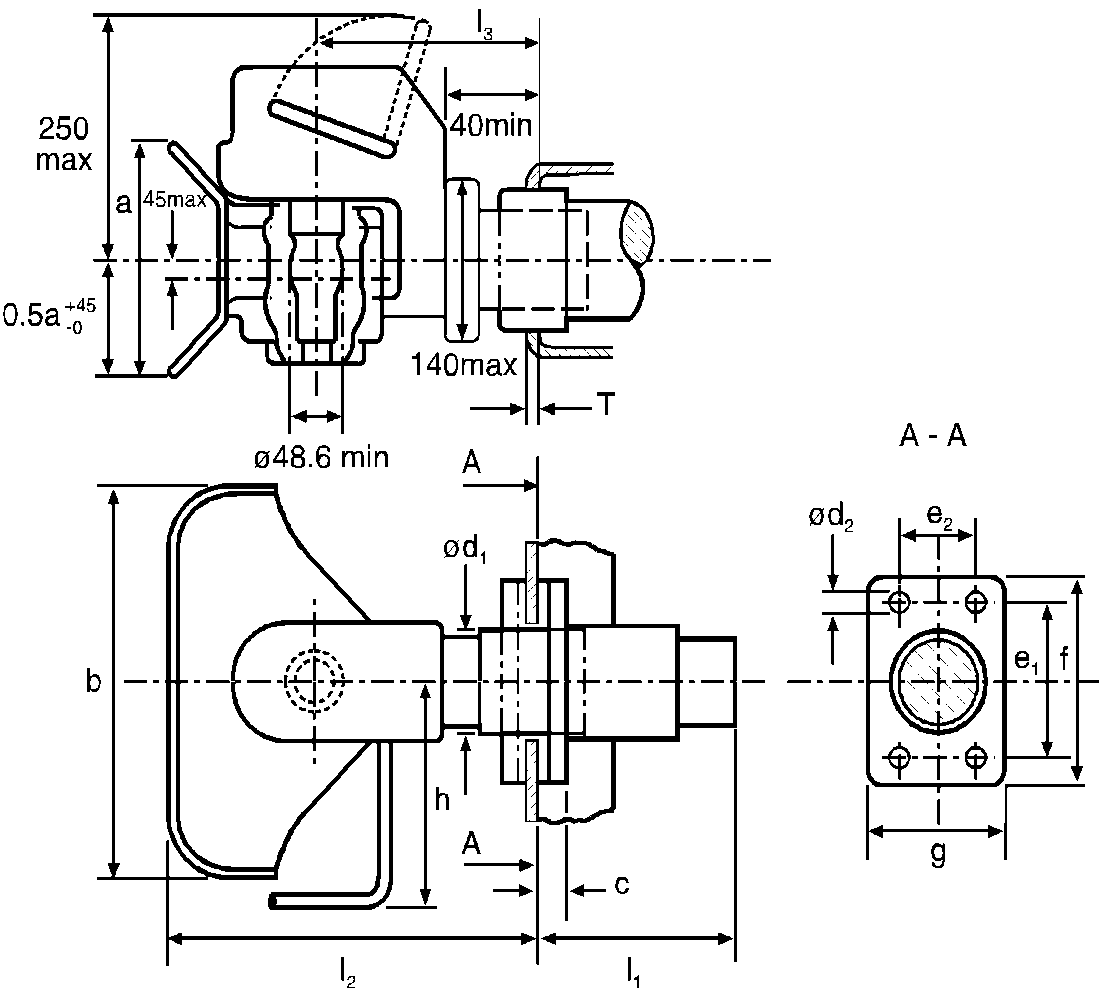 l₃
250
max
40min
a
45max
0.5a +45 -0
140max
T
ø48.6 min
A - A
A
ød₁
ød₂
e₂
b
e₁
f
h
A
c
g
l₂
l₁